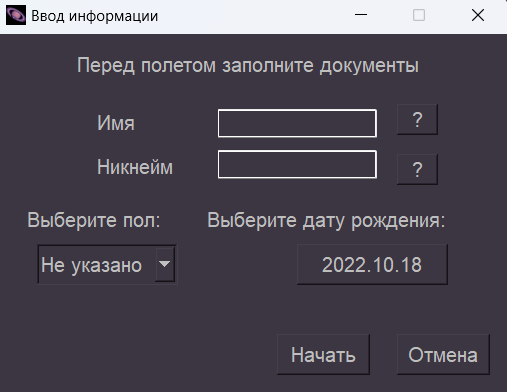 Ввод информации
Перед полетом заполните документы
Имя ?
Никнейм ?
Выберите пол: Выберите дату рождения:
Не указано 2022.10.18
Начать Отмена